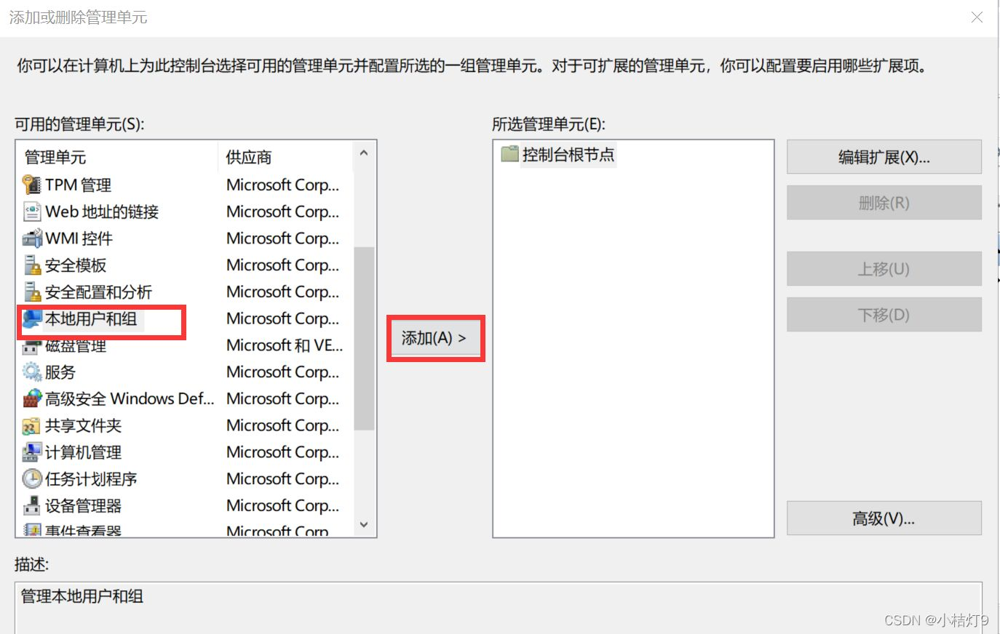 添加或删除管理单元
你可以在计算机上为此控制台选择可用的管理单元并配置所选的一组管理单元。对于可扩展的管理单元，你可以配置要启用哪些扩展项。
可用的管理单元(S):
管理单元 供应商
TPM 管理 Microsoft Corp...
Web 地址的链接 Microsoft Corp...
WMI 控件 Microsoft Corp...
安全模板 Microsoft Corp...
安全配置和分析 Microsoft Corp...
本地用户和组 Microsoft Corp...
磁盘管理 Microsoft 和 VE...
服务 Microsoft Corp...
高级安全 Windows Def... Microsoft Corp...
共享文件夹 Microsoft Corp...
计算机管理 Microsoft Corp...
任务计划程序 Microsoft Corp...
设备管理器 Microsoft Corp...
事件查看器 Microsoft Corp
添加(A) >
所选管理单元(E):
控制台根节点
编辑扩展(X)...
删除(R)
上移(U)
下移(D)
高级(V)...
描述:
管理本地用户和组
CSDN @小桔灯9